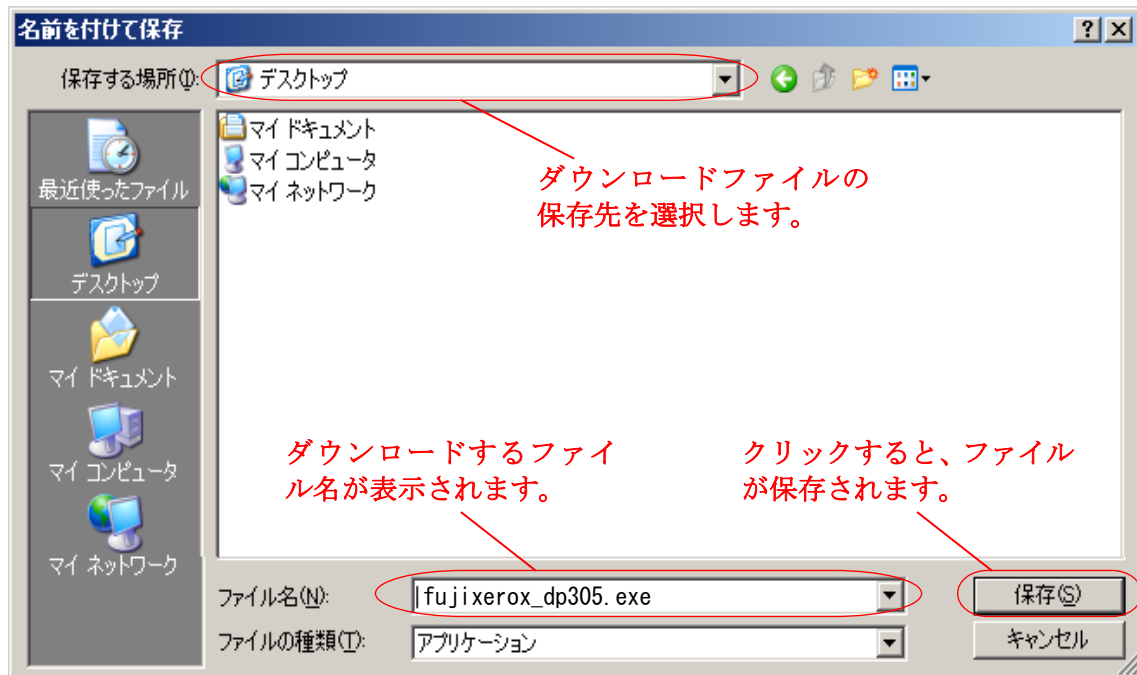 名前を付けて保存
保存する場所(I):
デスクトップ
マイ ドキュメント
マイ コンピュータ
マイ ネットワーク
最近使ったファイル
デスクトップ
マイ ドキュメント
マイ コンピュータ
マイ ネットワーク
ダウンロードファイルの
保存先を選択します。
ダウンロードするファイ
ル名が表示されます。
クリックすると、ファイル
が保存されます。
ファイル名(N):
fujixerox_dp305.exe
保存(S)
ファイルの種類(T):
アプリケーション
キャンセル